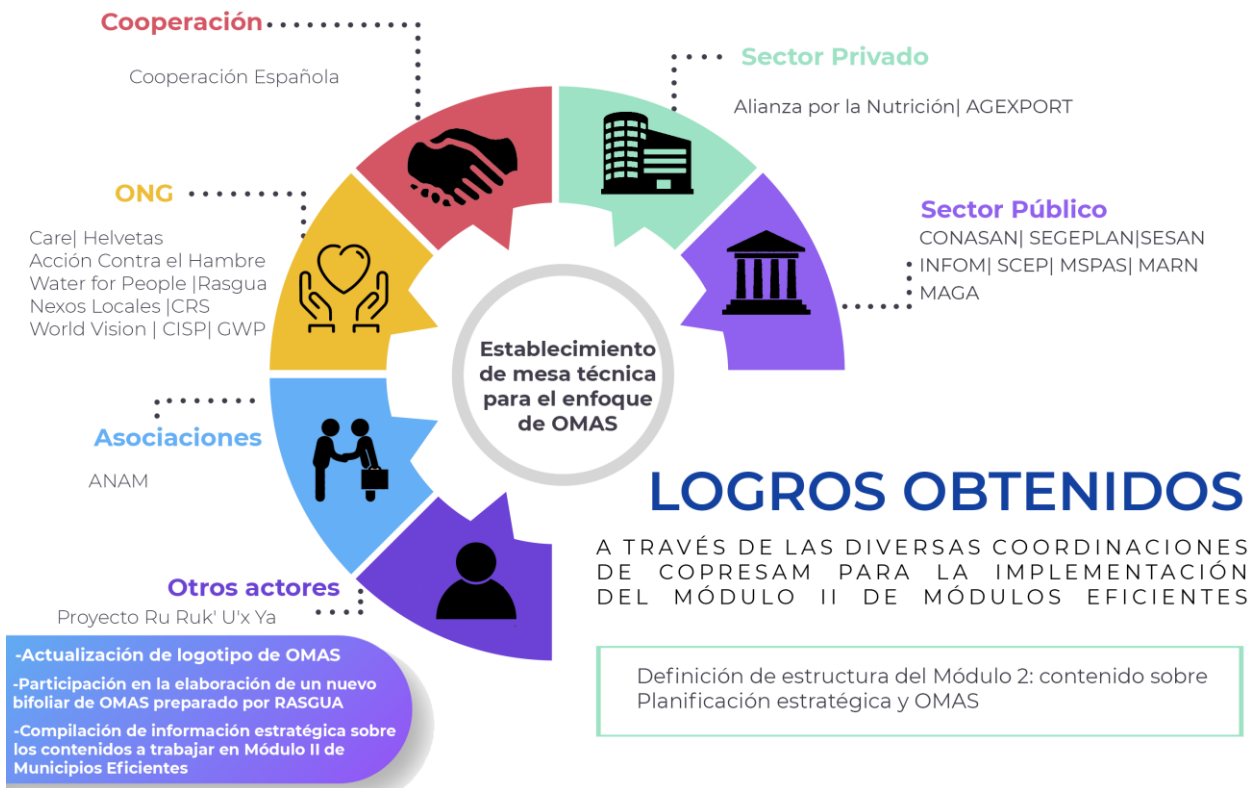 Cooperación
Cooperación Española
Sector Privado
Alianza por la Nutrición| AGEXPORT
ONG
Care| Helvetas
Acción Contra el Hambre
Water for People |Rasgua
Nexos Locales |CRS
World Vision | CISP| GWP
Sector Público
CONASAN| SEGEPLAN|SESAN
INFOM| SCEP| MSPAS| MARN
MAGA
Establecimiento
de mesa técnica
para el enfoque
de OMAS
Asociaciones
ANAM
Otros actores
Proyecto Ru Ruk' U'x Ya
-Actualización de logotipo de OMAS
-Participación en la elaboración de un nuevo
bifoliar de OMAS preparado por RASGUA
-Compilación de información estratégica sobre
los contenidos a trabajar en Módulo II de
Municipios Eficientes
LOGROS OBTENIDOS
A TRAVÉS DE LAS DIVERSAS COORDINACIONES
DE COPRESAM PARA LA IMPLEMENTACIÓN
DEL MÓDULO II DE MÓDULOS EFICIENTES
Definición de estructura del Módulo 2: contenido sobre
Planificación estratégica y OMAS